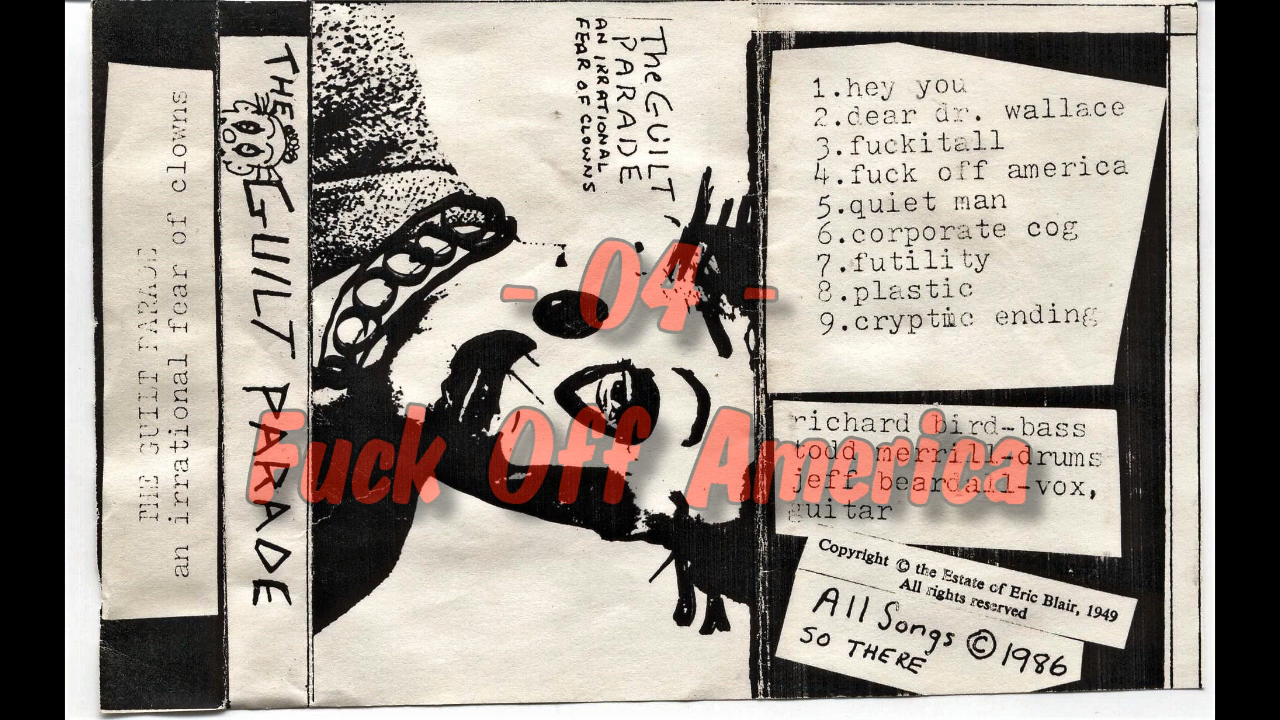 THE GUILT PARADE
an irrational fear of clowns
THE GUILT PARADE
The GUILT
PARADE
AN IRRATIONAL
FEAR OF CLOWNS
1.hey you
2.dear dr. wallace
3.fuckitall
4.fuck off america
5.quiet man
6.corporate cog
7.futility
8.plastic
9.cryptic ending
- 04 -
Fuck Off America
richard bird-bass
todd merrill-drums
jeff beardall-vox,
guitar
Copyright © the Estate of Eric Blair, 1949
All rights reserved
All Songs © 1986
SO THERE